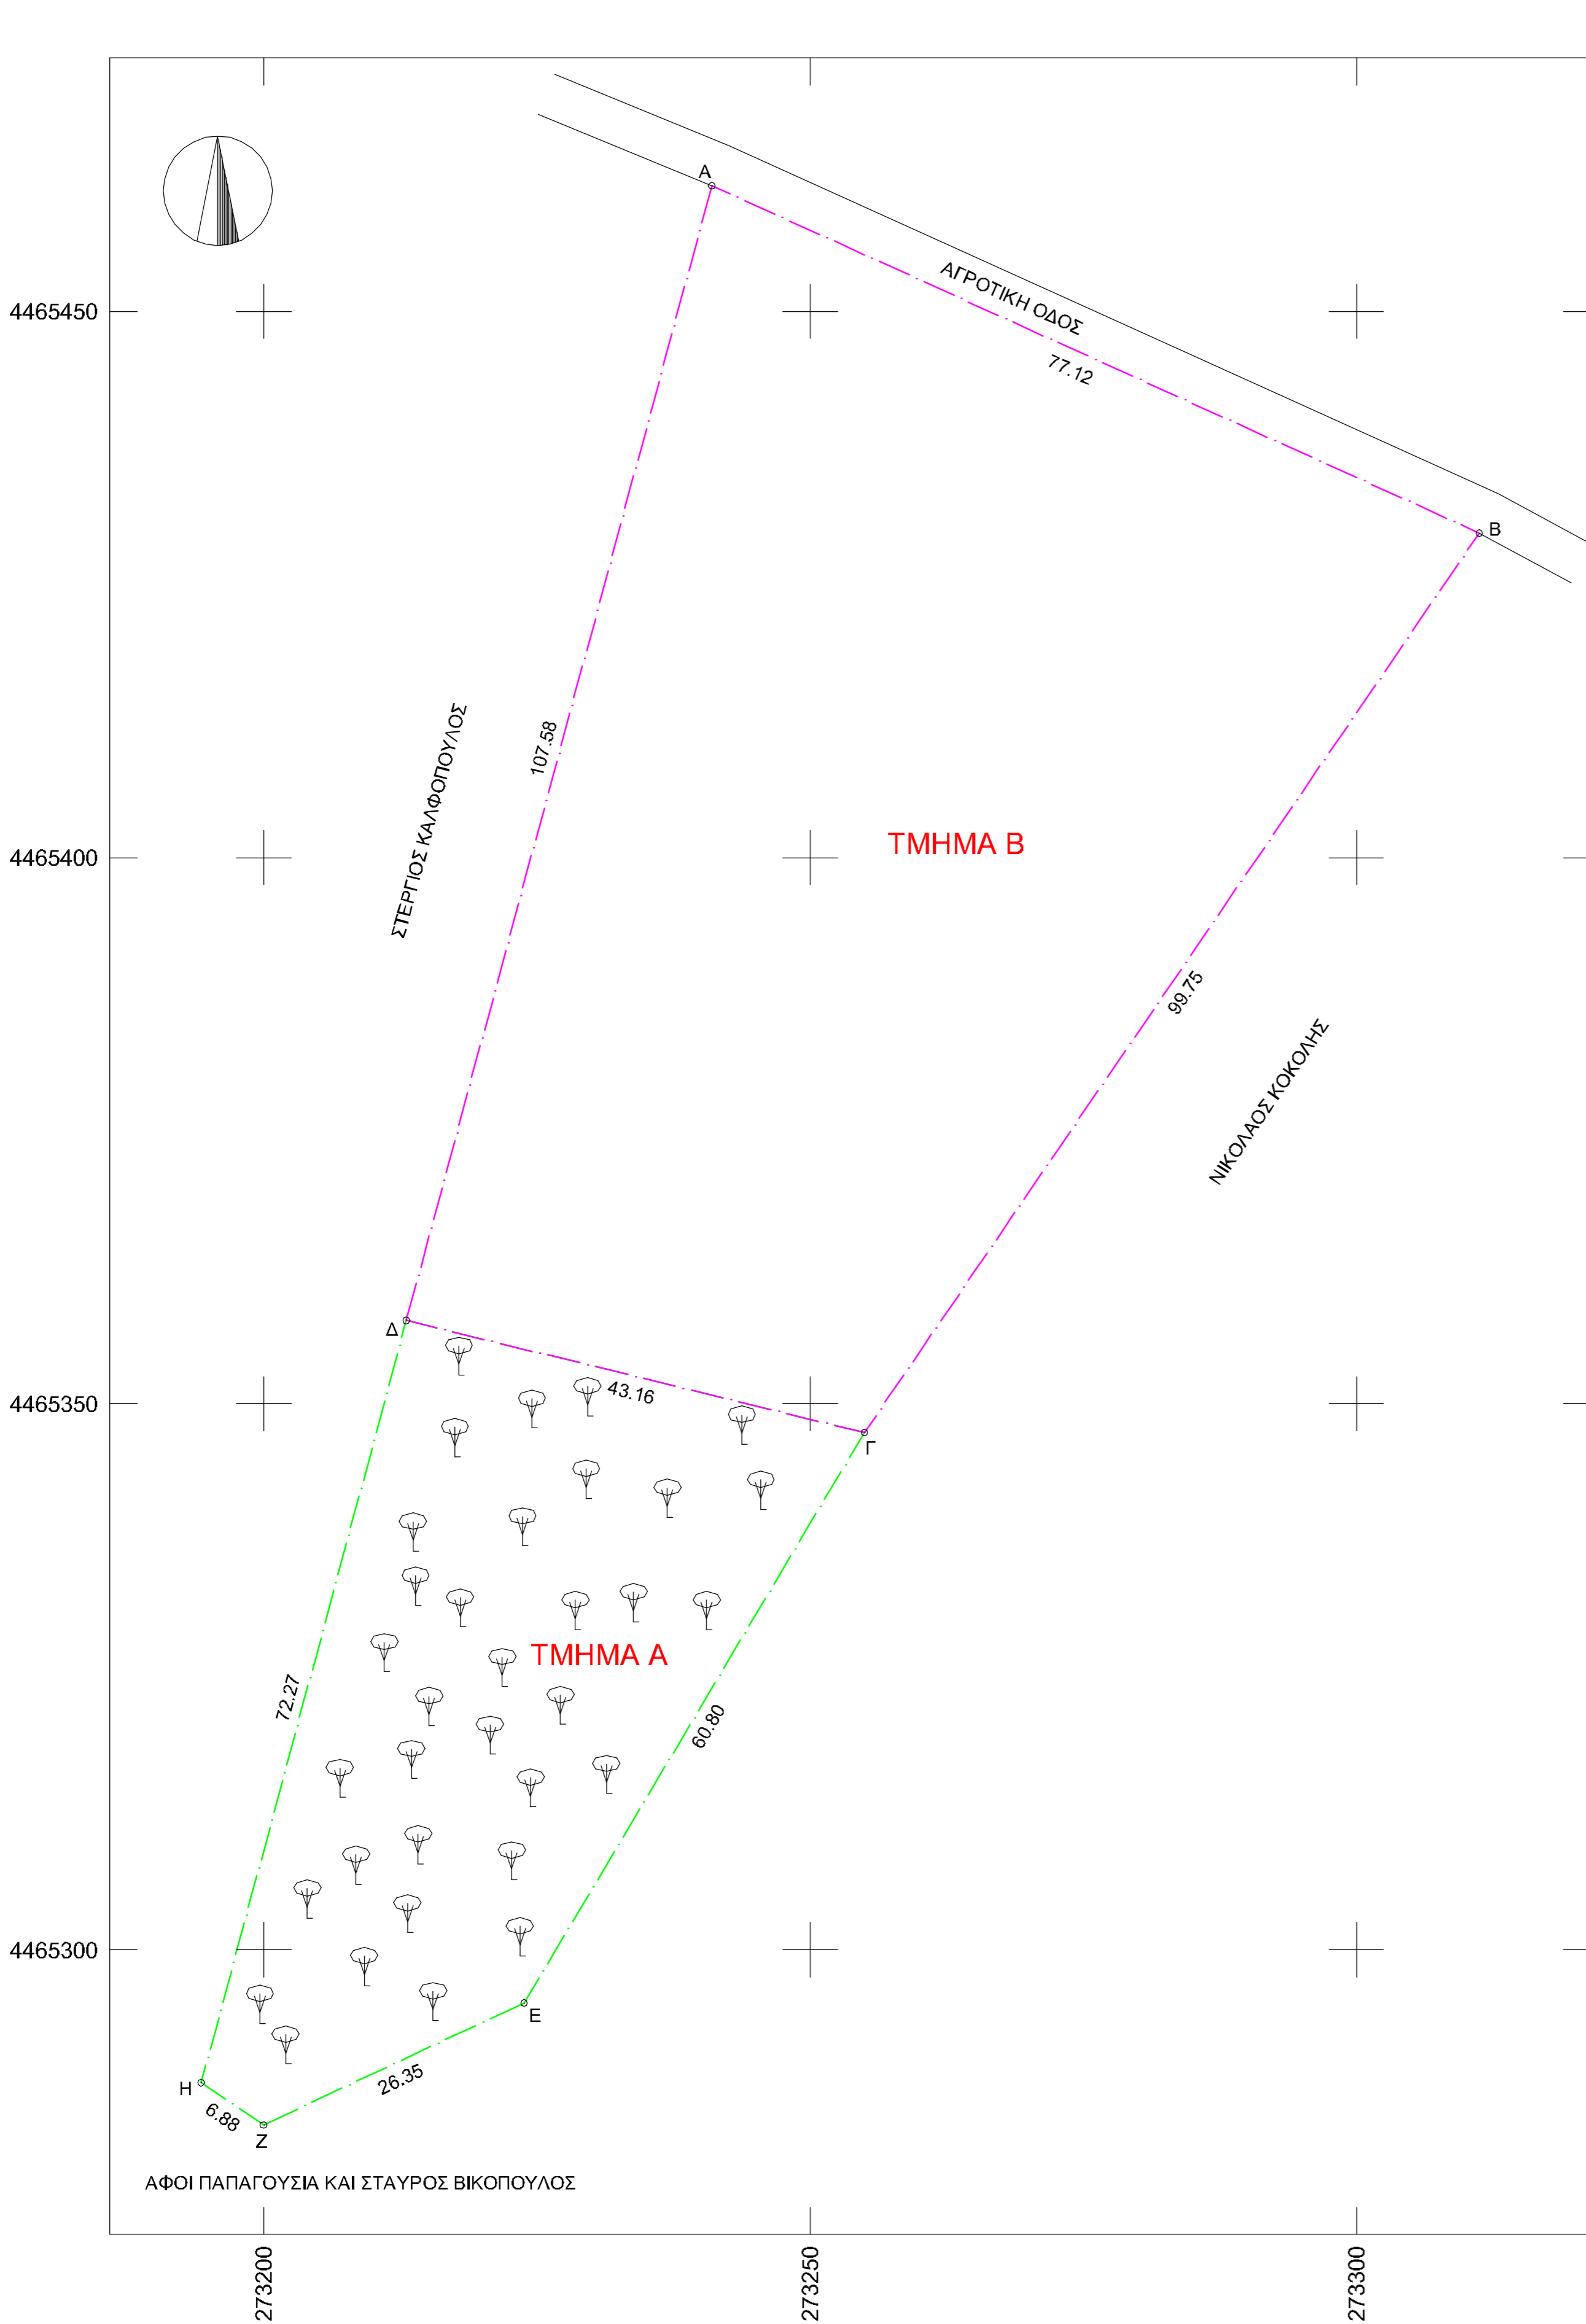 Α
ΑΓΡΟΤΙΚΗ ΟΔΟΣ
4465450
77.12
Β
ΣΤΕΡΓΙΟΣ ΚΑΛΦΟΠΟΥΛΟΣ
107.58
ΤΜΗΜΑ Β
4465400
99.75
ΝΙΚΟΛΑΟΣ ΚΟΚΟΛΗΣ
Δ
43.16
4465350
Γ
ΤΜΗΜΑ Α
72.27
60.80
4465300
Ε
Η
26.35
6.88
Ζ
ΑΦΟΙ ΠΑΠΑΓΟΥΣΙΑ ΚΑΙ ΣΤΑΥΡΟΣ ΒΙΚΟΠΟΥΛΟΣ
273200
273250
273300